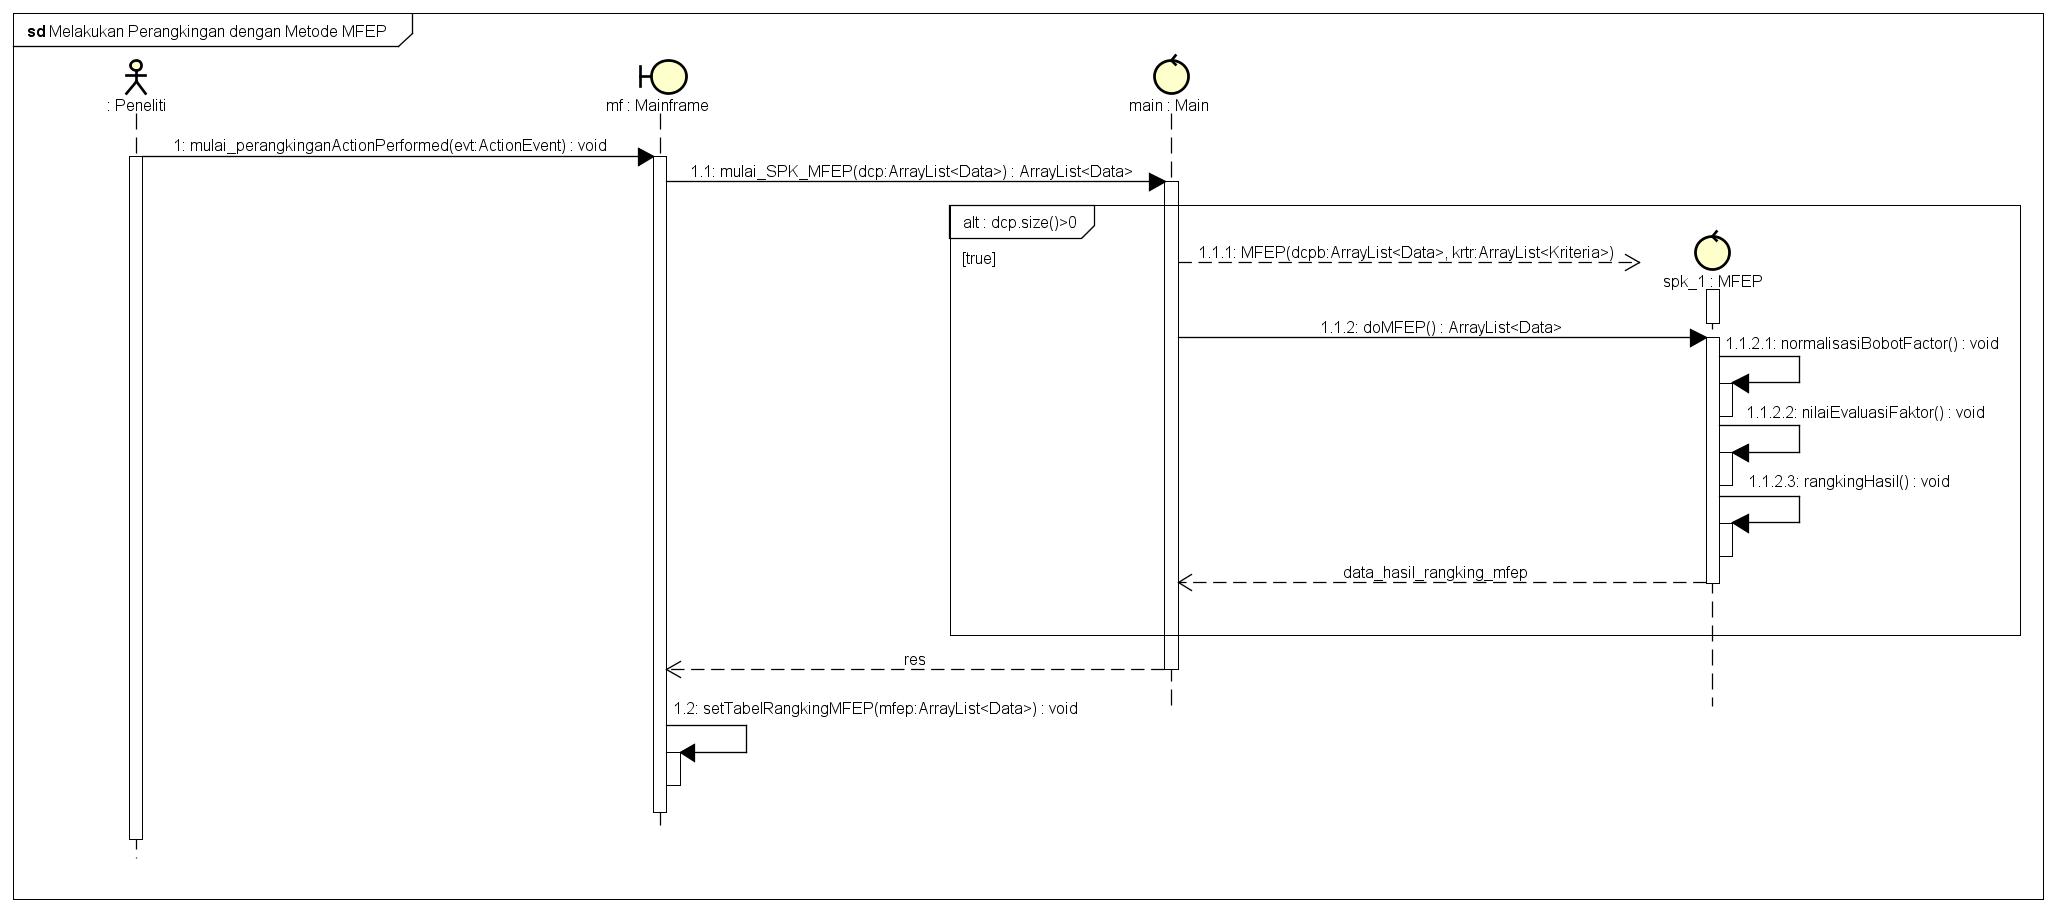 sd Melakukan Perangkingan dengan Metode MFEP
: Peneliti
mf : Mainframe
main : Main
1: mulai_perangkinganActionPerformed(evt:ActionEvent) : void
1.1: mulai_SPK_MFEP(dcp:ArrayList<Data>) : ArrayList<Data>
alt : dcp.size()>0
[true]
1.1.1: MFEP(dcpb:ArrayList<Data>, krtr:ArrayList<Kriteria>)
spk_1 : MFEP
1.1.2: doMFEP() : ArrayList<Data>
1.1.2.1: normalisasiBobotFactor() : void
1.1.2.2: nilaiEvaluasiFaktor() : void
1.1.2.3: rangkingHasil() : void
data_hasil_rangking_mfep
res
1.2: setTabelRangkingMFEP(mfep:ArrayList<Data>) : void